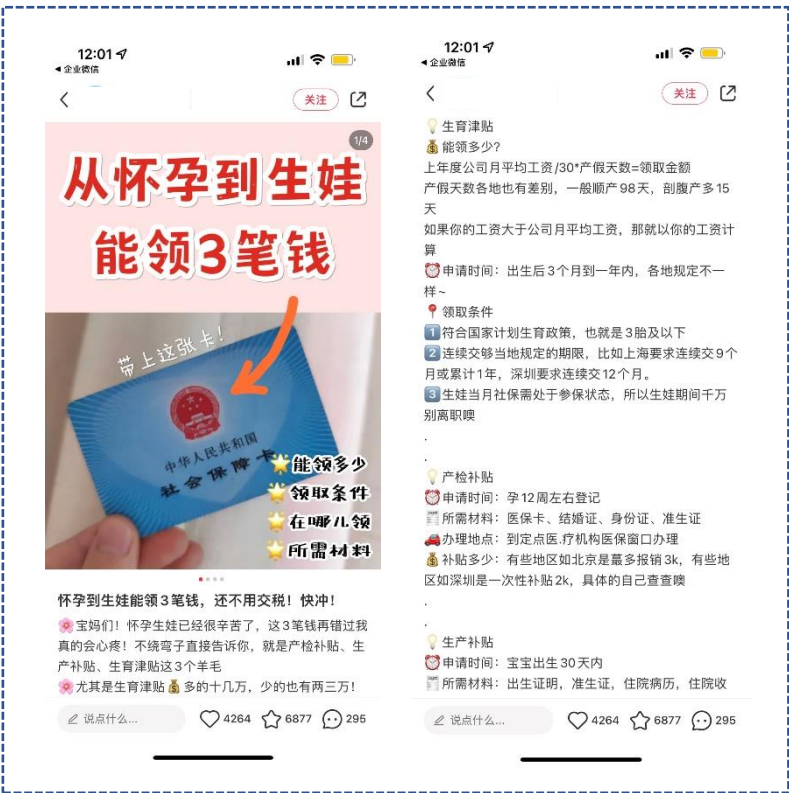 12:01
企业微信
关注
1/4
从怀孕到生娃
能领3笔钱
带上这张卡！
中华人民共和国
社会保障卡
能领多少
领取条件
在哪儿领
所需材料
怀孕到生娃能领3笔钱，还不用交税！快冲！
🌸宝妈们！怀孕生娃已经很辛苦了，这3笔钱再错过我
真的会心疼！不绕弯子直接告诉你，就是产检补贴、生
产补贴、生育津贴这3个羊毛
🌸尤其是生育津贴💰多的十几万，少的也有两三万！
说点什么...
4264
6877
295
12:01
企业微信
关注
💡生育津贴
💰能领多少?
上年度公司月平均工资/30*产假天数=领取金额
产假天数各地也有差别，一般顺产98天，剖腹产多15
天
如果你的工资大于公司月平均工资，那就以你的工资计
算
⏰申请时间：出生后3个月到一年内，各地规定不一
样~
📍领取条件
1️⃣符合国家计划生育政策，也就是3胎及以下
2️⃣连续交够当地规定的期限，比如上海要求连续交9个
月或累计1年，深圳要求连续交12个月。
3️⃣生娃当月社保需处于参保状态，所以生娃期间千万
别离职噢
.
.
💡产检补贴
⏰申请时间：孕12周左右登记
🧾所需材料：医保卡、结婚证、身份证、准生证
🚗办理地点：到定点医.疗机构医保窗口办理
💰补贴多少：有些地区如北京是蕞多报销3k，有些地
区如深圳是一次性补贴2k，具体的自己查查噢
.
.
💡生产补贴
⏰申请时间：宝宝出生30天内
🧾所需材料：出生证明，准生证，住院病历，住院收
说点什么...
4264
6877
295